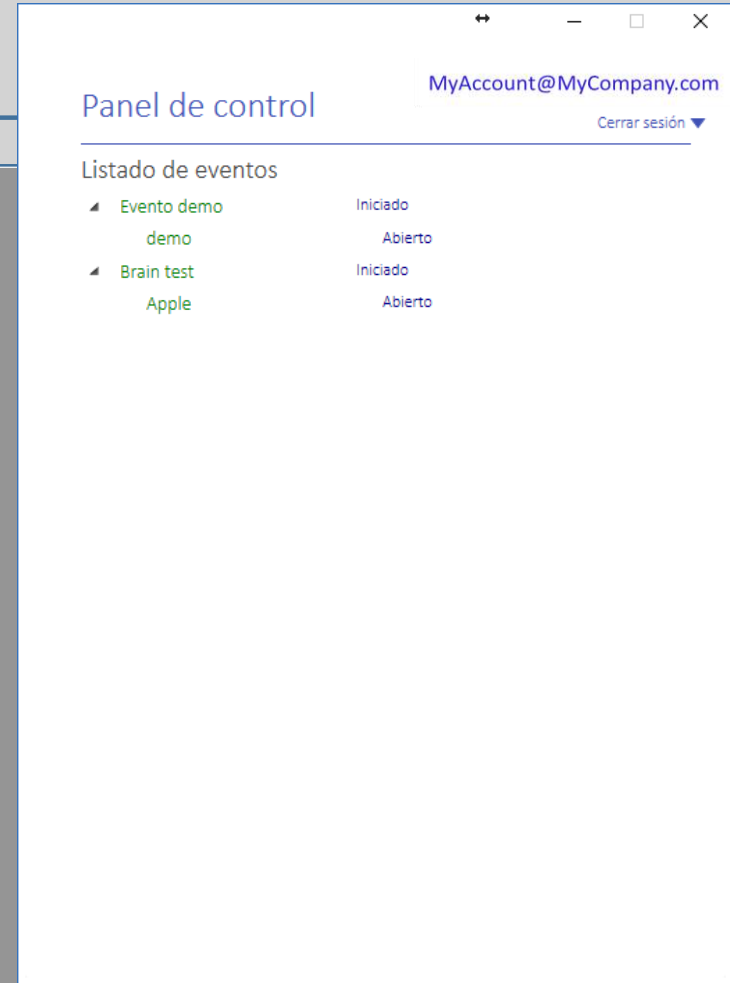 MyAccount@MyCompany.com
Panel de control
Cerrar sesión
Listado de eventos
Evento demo Iniciado
demo Abierto
Brain test Iniciado
Apple Abierto